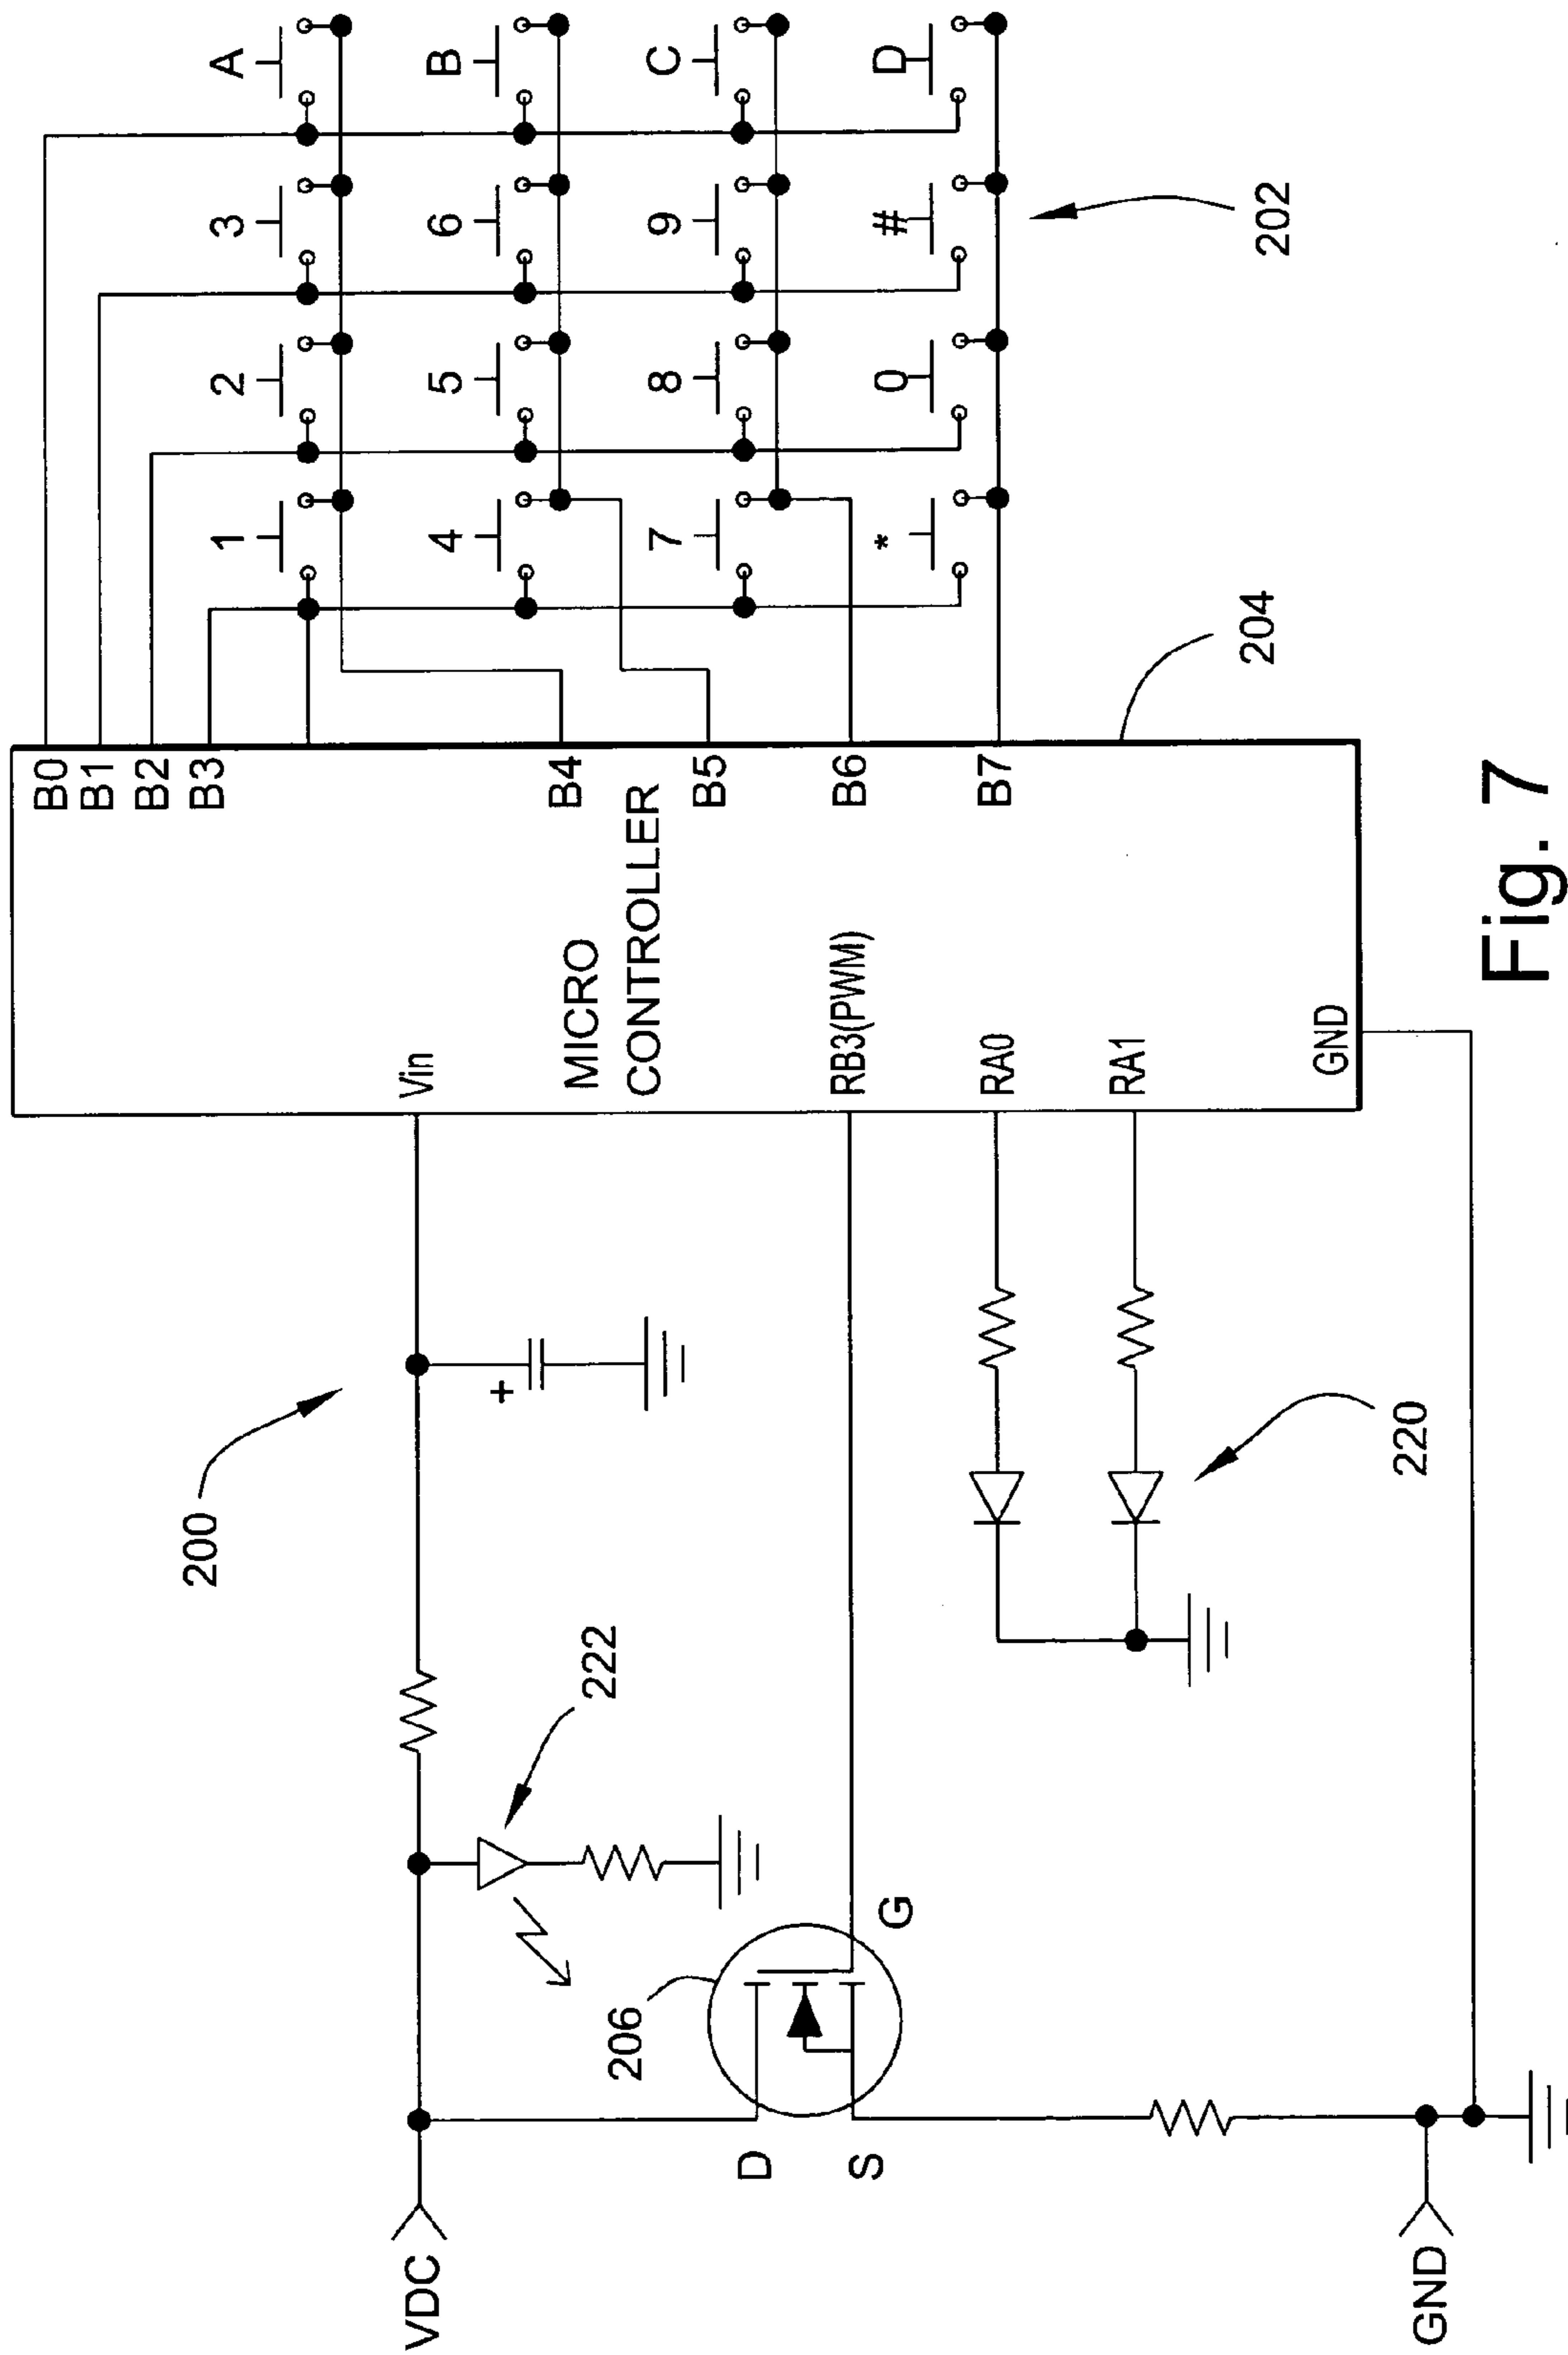 200
VDC
222
206
D
S
G
GND
220
Vin
MICRO
CONTROLLER
RB3(PWM)
RA0
RA1
GND
B0
B1
B2
B3
B4
B5
B6
B7
204
1 2 3 A
4 5 6 B
7 8 9 C
* 0 # D
202
+
Fig. 7